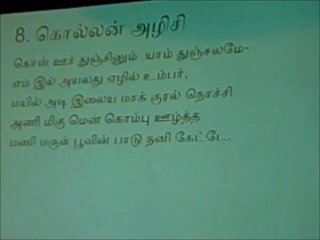 8. கொல்லன் அழிசி
கொன் ஊர் துஞ்சினும் யாம் துஞ்சலமே-
எம் இல் அயலது ஏழில் உம்பர்,
மயில் அடி இலைய மாக் குரல் நொச்சி
அணி மிகு மென் கொம்பு ஊழ்த்த
மணி மருள் பூவின் பாடு நனி கேட்டே.